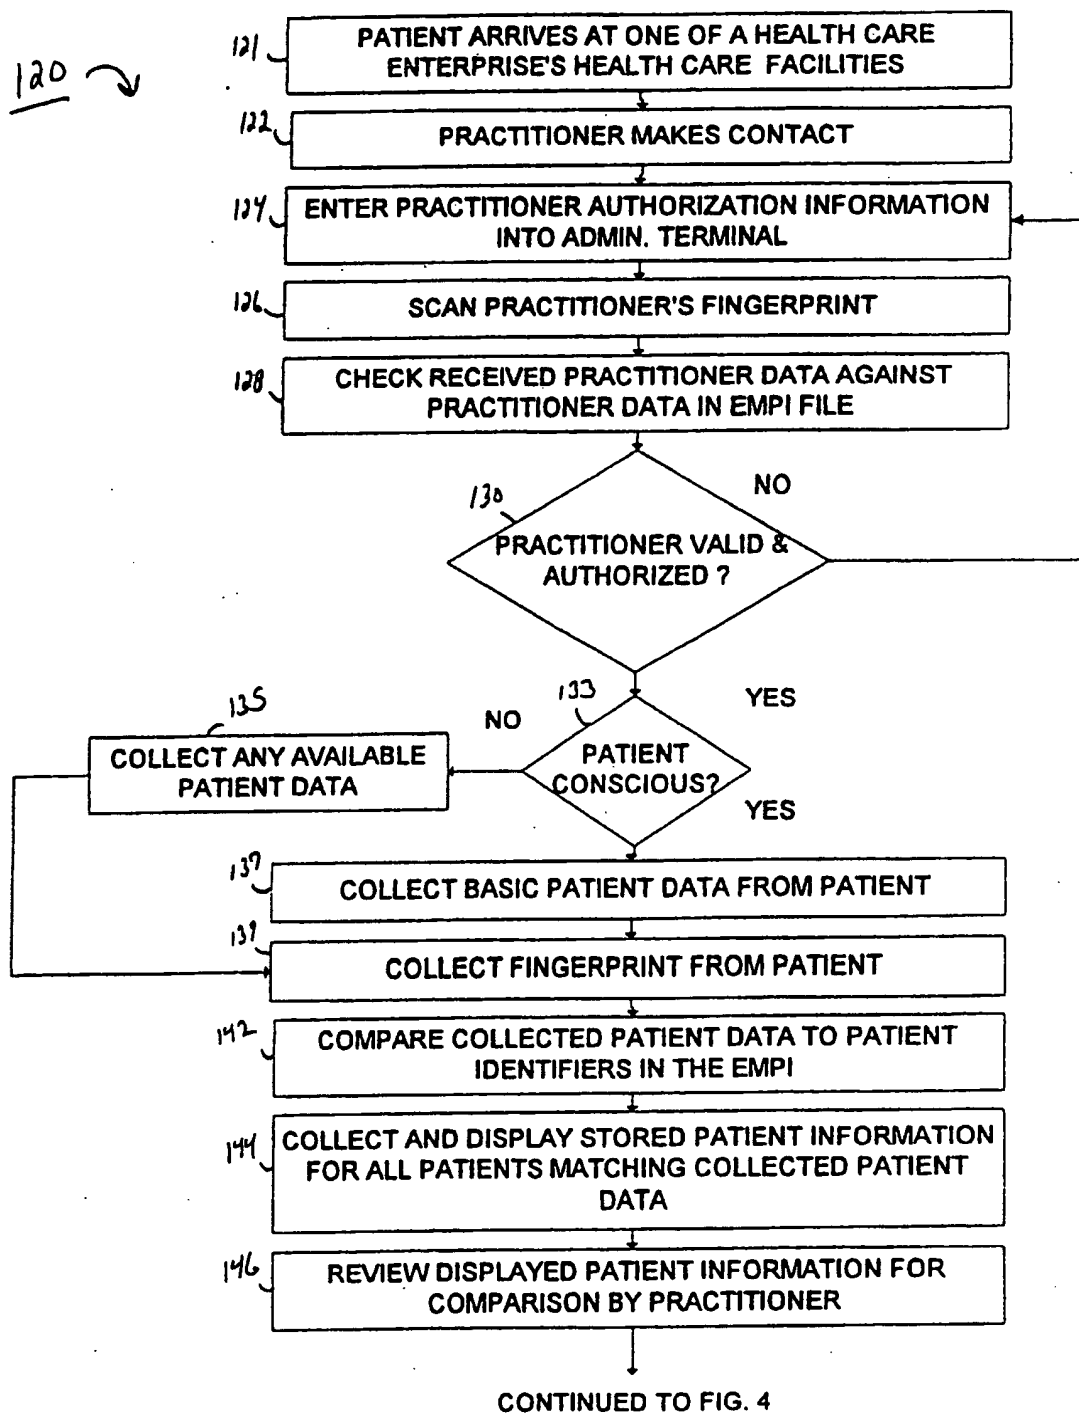 120
121
PATIENT ARRIVES AT ONE OF A HEALTH CARE
ENTERPRISE'S HEALTH CARE FACILITIES
122
PRACTITIONER MAKES CONTACT
124
ENTER PRACTITIONER AUTHORIZATION INFORMATION
INTO ADMIN. TERMINAL
126
SCAN PRACTITIONER'S FINGERPRINT
128
CHECK RECEIVED PRACTITIONER DATA AGAINST
PRACTITIONER DATA IN EMPI FILE
130
NO
PRACTITIONER VALID &
AUTHORIZED ?
133
YES
NO
135
COLLECT ANY AVAILABLE
PATIENT DATA
PATIENT
CONSCIOUS?
YES
137
COLLECT BASIC PATIENT DATA FROM PATIENT
139
COLLECT FINGERPRINT FROM PATIENT
142
COMPARE COLLECTED PATIENT DATA TO PATIENT
IDENTIFIERS IN THE EMPI
144
COLLECT AND DISPLAY STORED PATIENT INFORMATION
FOR ALL PATIENTS MATCHING COLLECTED PATIENT
DATA
146
REVIEW DISPLAYED PATIENT INFORMATION FOR
COMPARISON BY PRACTITIONER
CONTINUED TO FIG. 4